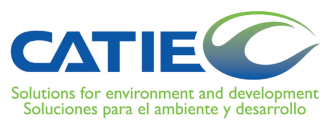 CATIE
Solutions for environment and development
Soluciones para el ambiente y desarrollo